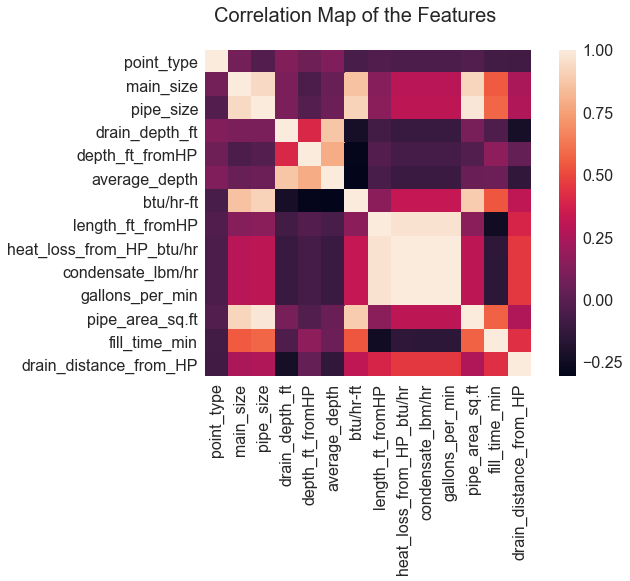 Correlation Map of the Features
point_type
main_size
pipe_size
drain_depth_ft
depth_ft_fromHP
average_depth
btu/hr-ft
length_ft_fromHP
heat_loss_from_HP_btu/hr
condensate_lbm/hr
gallons_per_min
pipe_area_sq.ft
fill_time_min
drain_distance_from_HP
1.00
0.75
0.50
0.25
0.00
−0.25
point_type
main_size
pipe_size
drain_depth_ft
depth_ft_fromHP
average_depth
btu/hr-ft
length_ft_fromHP
heat_loss_from_HP_btu/hr
condensate_lbm/hr
gallons_per_min
pipe_area_sq.ft
fill_time_min
drain_distance_from_HP